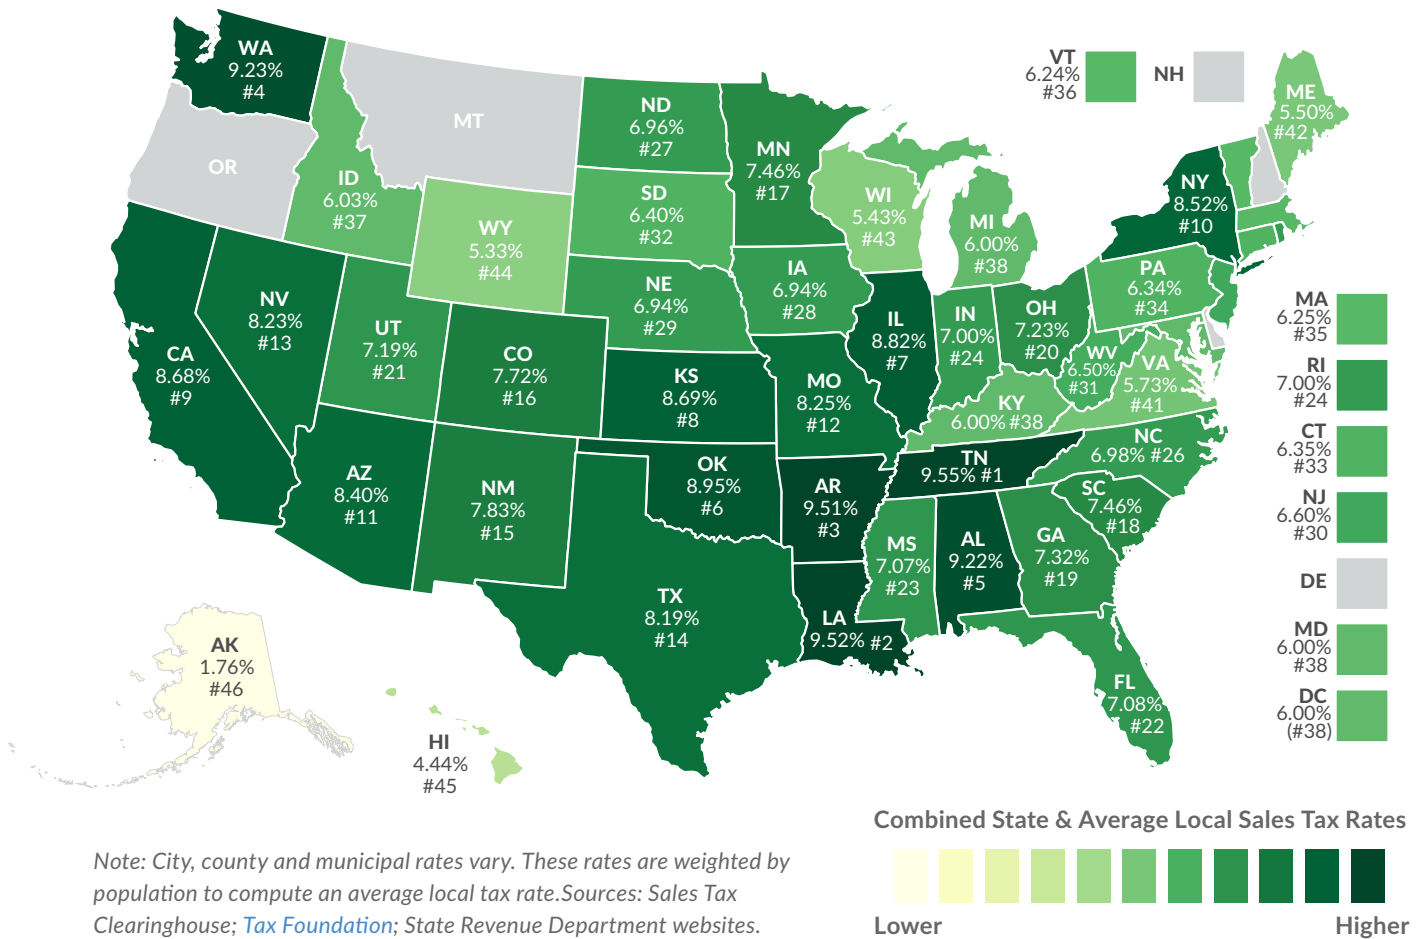 WA
9.23%
#4
MT
OR
ID
6.03%
#37
WY
5.33%
#44
ND
6.96%
#27
SD
6.40%
#32
NE
6.94%
#29
MN
7.46%
#17
IA
6.94%
#28
WI
5.43%
#43
MI
6.00%
#38
VT
6.24%
#36
NH
ME
5.50%
#42
NY
8.52%
#10
PA
6.34%
#34
NV
8.23%
#13
CA
8.68%
#9
UT
7.19%
#21
CO
7.72%
#16
KS
8.69%
#8
MO
8.25%
#12
IL
8.82%
#7
IN
7.00%
#24
OH
7.23%
#20
WV
6.50%
#31
VA
5.73%
#41
KY
6.00% #38
TN
9.55% #1
NC
6.98% #26
SC
7.46%
#18
AZ
8.40%
#11
NM
7.83%
#15
OK
8.95%
#6
AR
9.51%
#3
MS
7.07%
#23
AL
9.22%
#5
GA
7.32%
#19
TX
8.19%
#14
LA
9.52% #2
FL
7.08%
#22
AK
1.76%
#46
HI
4.44%
#45
MA
6.25%
#35
RI
7.00%
#24
CT
6.35%
#33
NJ
6.60%
#30
DE
MD
6.00%
#38
DC
6.00%
(#38)
Combined State & Average Local Sales Tax Rates
Lower
Higher
Note: City, county and municipal rates vary. These rates are weighted by
population to compute an average local tax rate.Sources: Sales Tax
Clearinghouse; Tax Foundation; State Revenue Department websites.